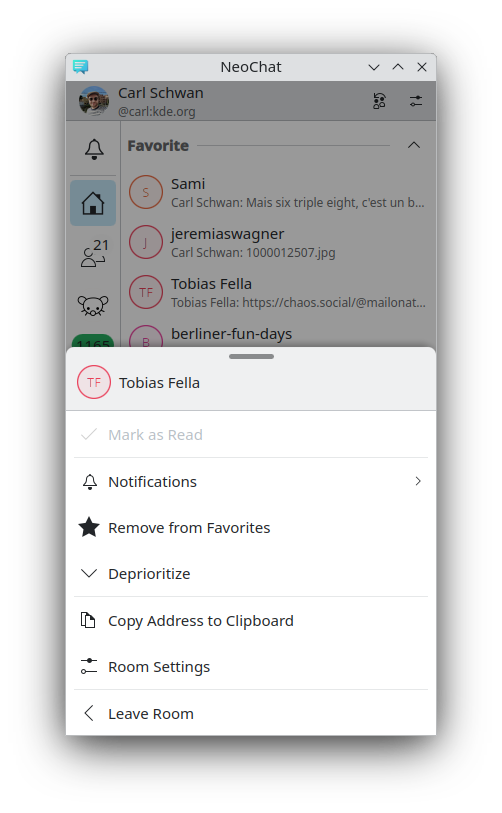 NeoChat
Carl Schwan
@carl:kde.org
Favorite
S
Sami
Carl Schwan: Mais six triple eight, c'est un b...
J
jeremiaswagner
Carl Schwan: 1000012507.jpg
21
TF
Tobias Fella
Tobias Fella: https://chaos.social/@mailonat...
B
berliner-fun-days
1165
TF
Tobias Fella
Mark as Read
Notifications
Remove from Favorites
Deprioritize
Copy Address to Clipboard
Room Settings
Leave Room